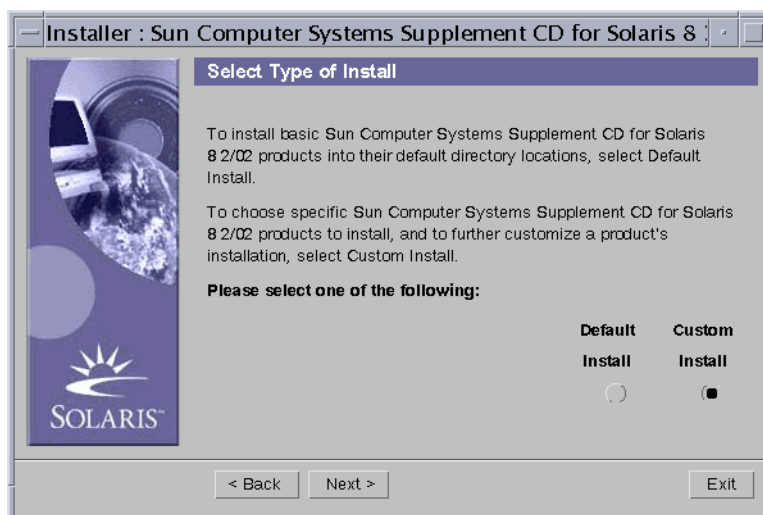 Installer : Sun Computer Systems Supplement CD for Solaris 8
Select Type of Install
To install basic Sun Computer Systems Supplement CD for Solaris
8 2/02 products into their default directory locations, select Default
Install.
To choose specific Sun Computer Systems Supplement CD for Solaris
8 2/02 products to install, and to further customize a product's
installation, select Custom Install.
Please select one of the following:
Default Custom
Install Install
SOLARIS™
< Back Next > Exit